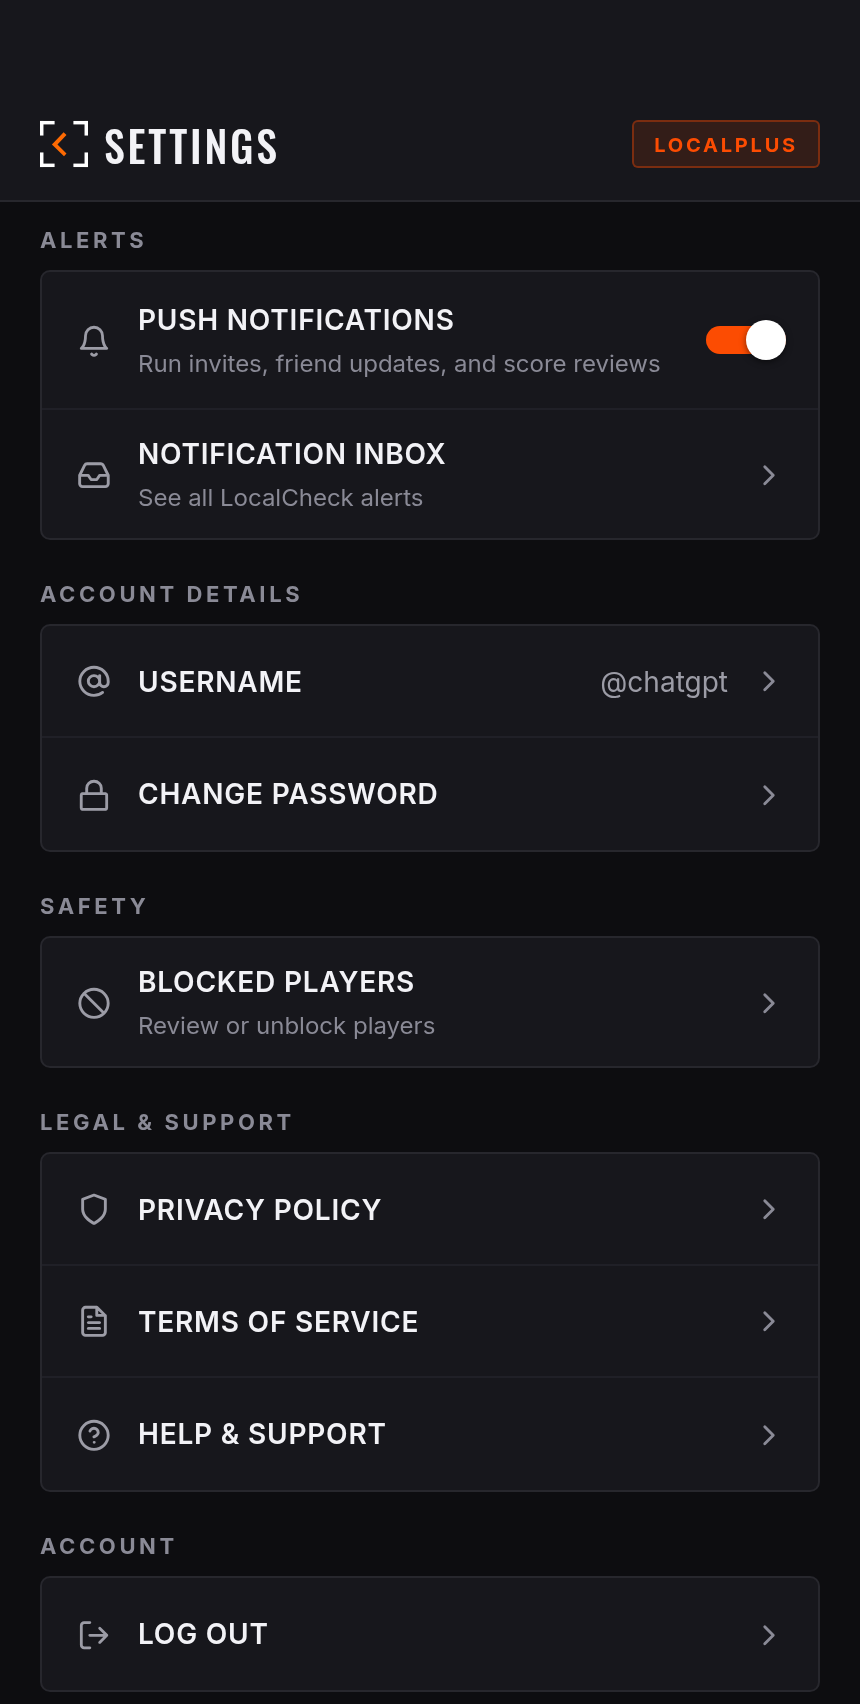 SETTINGS
LOCALPLUS
ALERTS
PUSH NOTIFICATIONS
Run invites, friend updates, and score reviews
NOTIFICATION INBOX
See all LocalCheck alerts
ACCOUNT DETAILS
USERNAME @chatgpt
CHANGE PASSWORD
SAFETY
BLOCKED PLAYERS
Review or unblock players
LEGAL & SUPPORT
PRIVACY POLICY
TERMS OF SERVICE
HELP & SUPPORT
ACCOUNT
LOG OUT